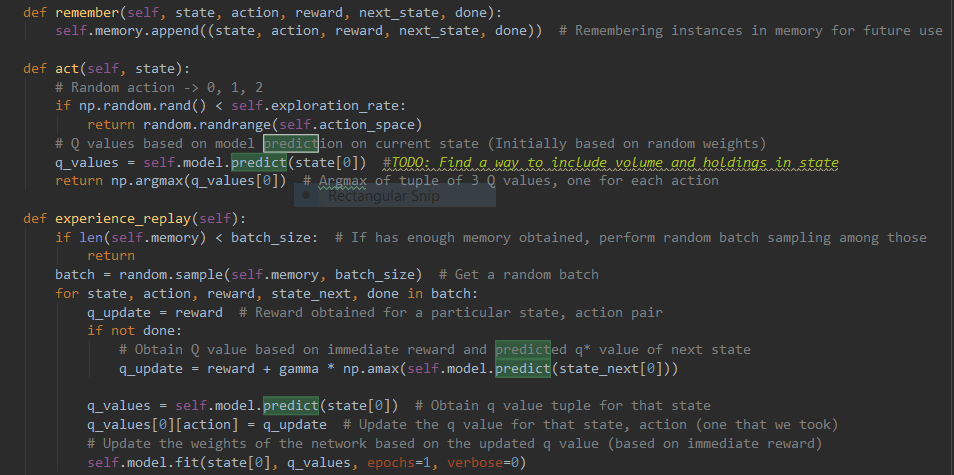 def remember(self, state, action, reward, next_state, done):
    self.memory.append((state, action, reward, next_state, done))  # Remembering instances in memory for future use

def act(self, state):
    # Random action -> 0, 1, 2
    if np.random.rand() < self.exploration_rate:
        return random.randrange(self.action_space)
    # Q values based on model prediction on current state (Initially based on random weights)
    q_values = self.model.predict(state[0])  #TODO: Find a way to include volume and holdings in state
    return np.argmax(q_values[0])  # Argmax of tuple of 3 Q values, one for each action
Rectangular Snip

def experience_replay(self):
    if len(self.memory) < batch_size:  # If has enough memory obtained, perform random batch sampling among those
        return
    batch = random.sample(self.memory, batch_size)  # Get a random batch
    for state, action, reward, state_next, done in batch:
        q_update = reward  # Reward obtained for a particular state, action pair
        if not done:
            # Obtain Q value based on immediate reward and predicted q* value of next state
            q_update = reward + gamma * np.amax(self.model.predict(state_next[0]))

        q_values = self.model.predict(state[0])  # Obtain q value tuple for that state
        q_values[0][action] = q_update  # Update the q value for that state, action (one that we took)
        # Update the weights of the network based on the updated q value (based on immediate reward)
        self.model.fit(state[0], q_values, epochs=1, verbose=0)